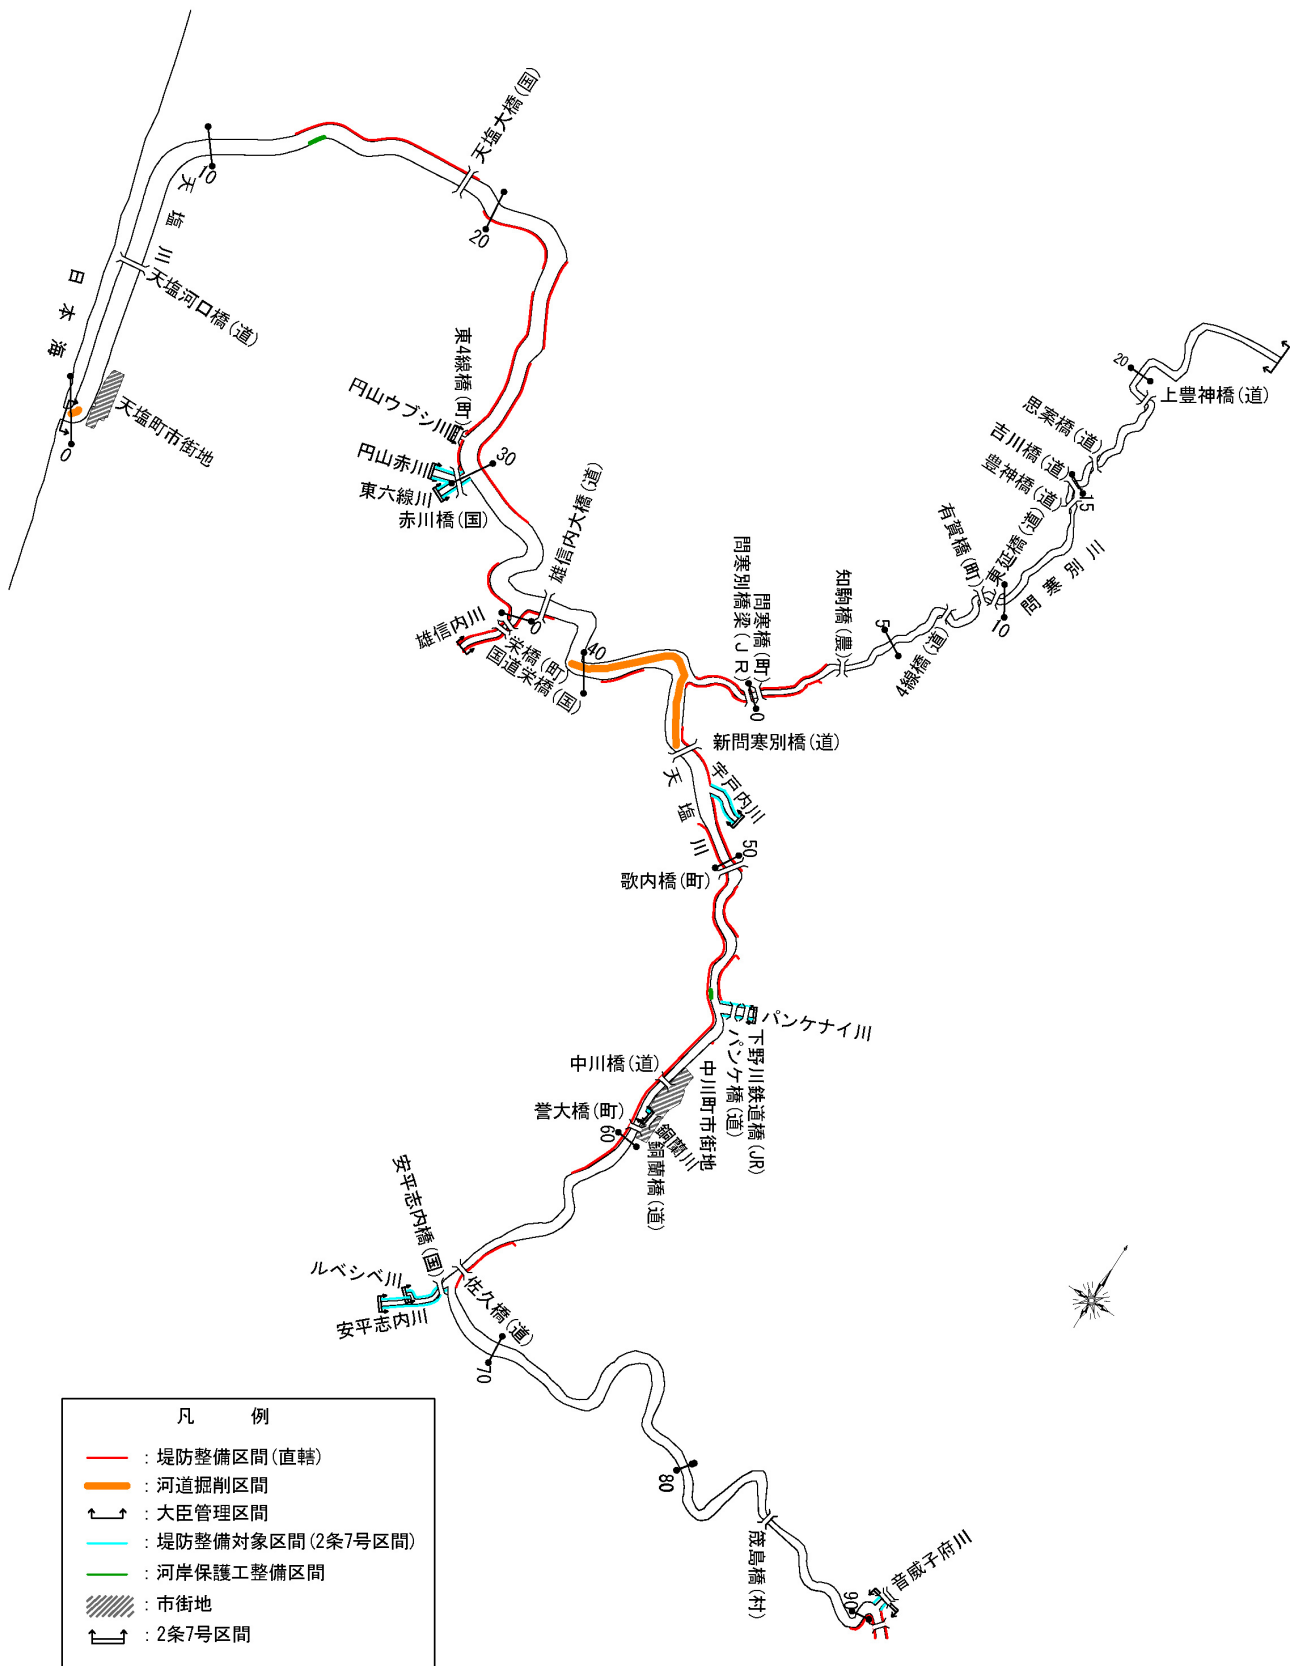 天塩大橋(国)
10
天塩川
20
日本海
天塩河口橋(道)
天塩町市街地
0
東4線橋(町)
円山ウブシ川
円山赤川
東六線川
赤川橋(国)
30
雄信内大橋(道)
雄信内川
0
栄橋(町)
国道栄橋(国)
40
20
上豊神橋(道)
思案橋(道)
吉川橋(道)
豊神橋(道)
15
有賀橋(町)
東延橋(道)
問寒別川
10
問寒別橋梁(JR)
問寒橋(町)
0
知駒橋(農)
5
4線橋(道)
新問寒別橋(道)
宇戸内川
天塩川
50
歌内橋(町)
パンケナイ川
下野川鉄道橋(JR)
パンケ橋(道)
中川橋(道)
中川町市街地
誉大橋(町)
60
銅蘭川
銅蘭橋(道)
安平志内橋(国)
ルベシベ川
安平志内川
佐久橋(道)
70
80
筬島橋(村)
音威子府川
90
凡 例
:堤防整備区間(直轄)
:河道掘削区間
:大臣管理区間
:堤防整備対象区間(2条7号区間)
:河岸保護工整備区間
:市街地
:2条7号区間